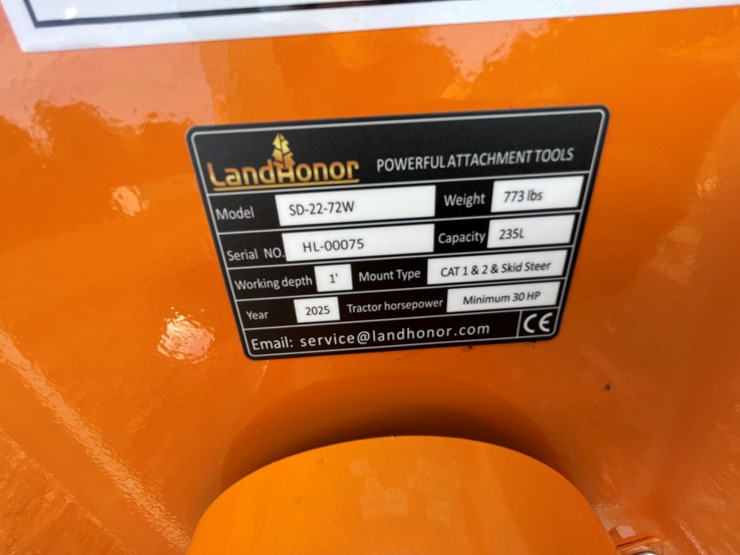 LandHonor POWERFUL ATTACHMENT TOOLS
Model SD-22-72W Weight 773 lbs
Serial NO. HL-00075 Capacity 235L
Working depth 1' Mount Type CAT 1 & 2 & Skid Steer
Year 2025 Tractor horsepower Minimum 30 HP
Email: service@landhonor.com CE